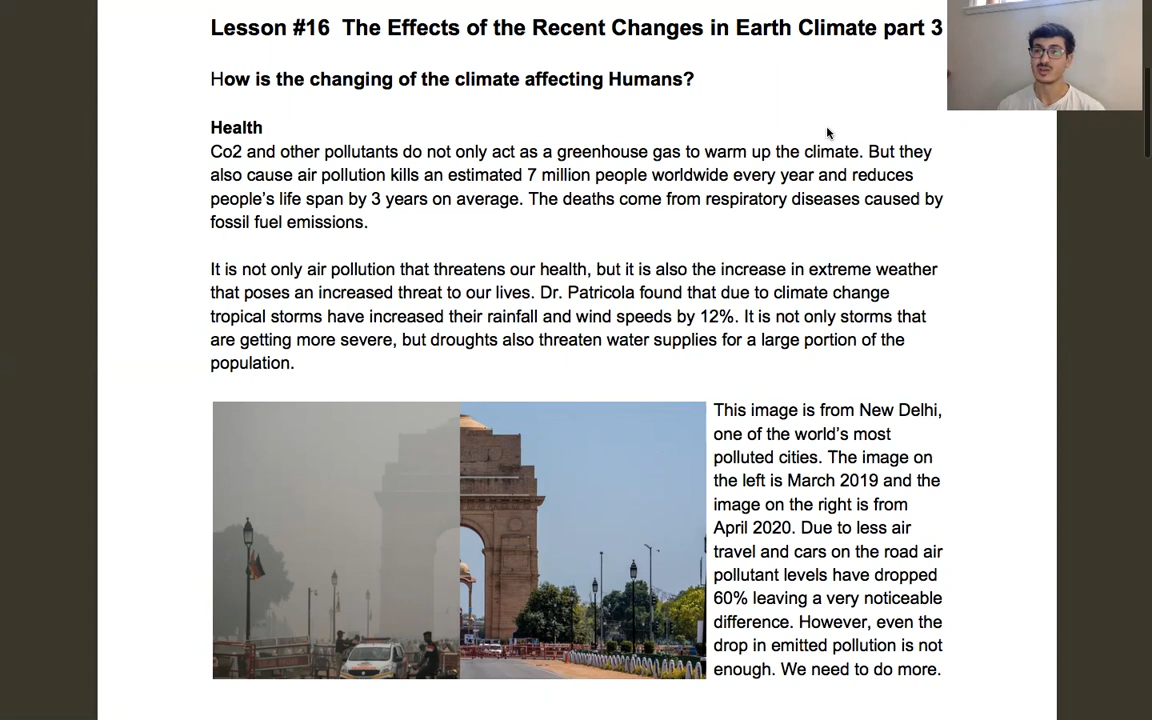 Lesson #16  The Effects of the Recent Changes in Earth Climate part 3
How is the changing of the climate affecting Humans?
Health
Co2 and other pollutants do not only act as a greenhouse gas to warm up the climate. But they
also cause air pollution kills an estimated 7 million people worldwide every year and reduces
people's life span by 3 years on average. The deaths come from respiratory diseases caused by
fossil fuel emissions.
It is not only air pollution that threatens our health, but it is also the increase in extreme weather
that poses an increased threat to our lives. Dr. Patricola found that due to climate change
tropical storms have increased their rainfall and wind speeds by 12%. It is not only storms that
are getting more severe, but droughts also threaten water supplies for a large portion of the
population.
This image is from New Delhi,
one of the world's most
polluted cities. The image on
the left is March 2019 and the
image on the right is from
April 2020. Due to less air
travel and cars on the road air
pollutant levels have dropped
60% leaving a very noticeable
difference. However, even the
drop in emitted pollution is not
enough. We need to do more.